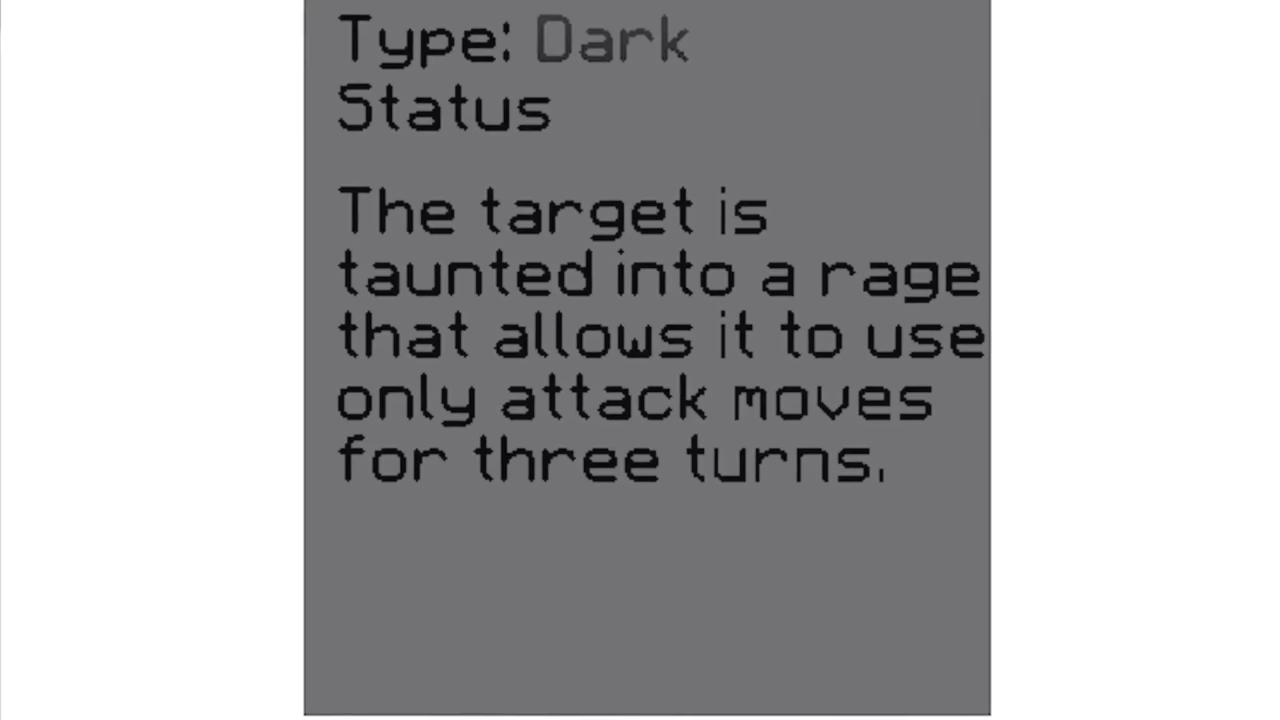 Type: Dark
Status
The target is
taunted into a rage
that allows it to use
only attack moves
for three turns.